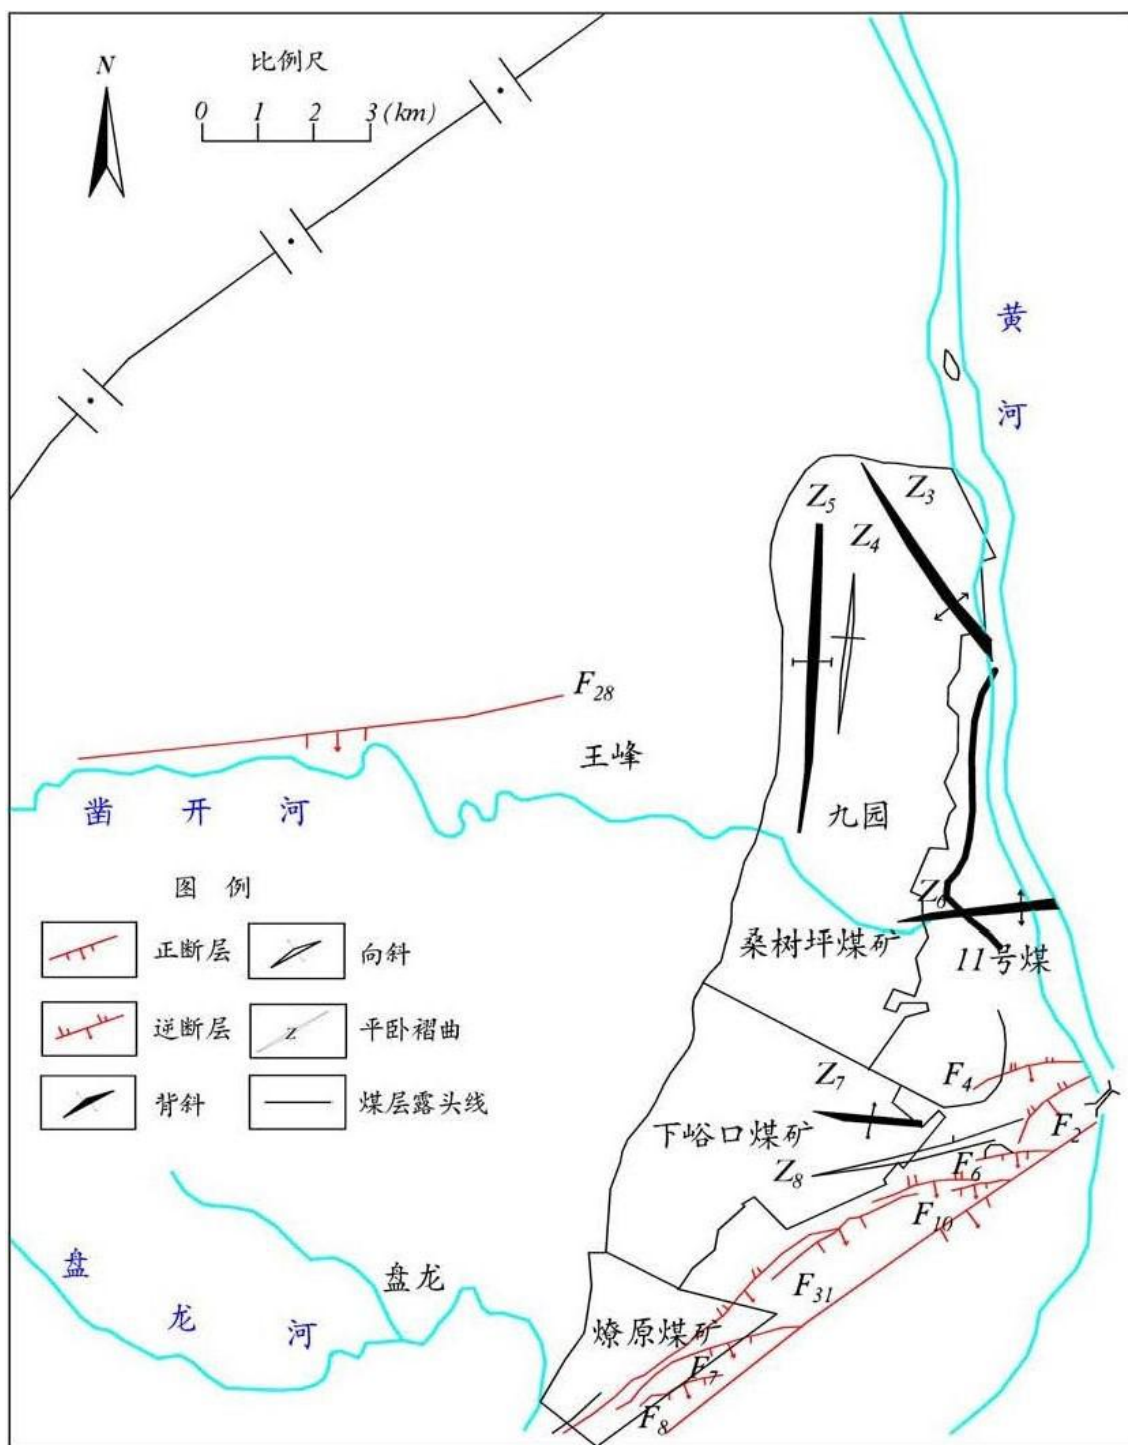 N
比例尺
0 1 2 3 (km)
黄
河
Z3
Z5
Z4
F28
王峰
凿 开 河
九园
图 例
正断层
向斜
逆断层
Z
平卧褶曲
背斜
煤层露头线
Z6
桑树坪煤矿
11号煤
Z7
F4
下峪口煤矿
F2
Z8
F6
F10
盘
龙
河
盘龙
F31
燎原煤矿
F7
F8